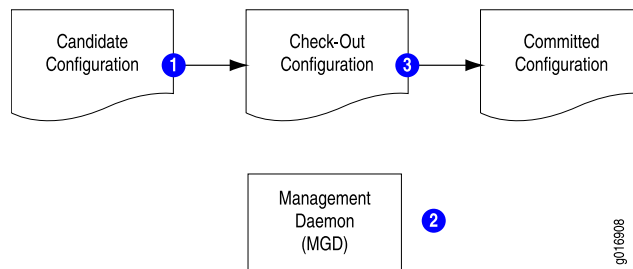 Candidate
Configuration
1
Check-Out
Configuration
3
Committed
Configuration
Management
Daemon
(MGD)
2
g016908